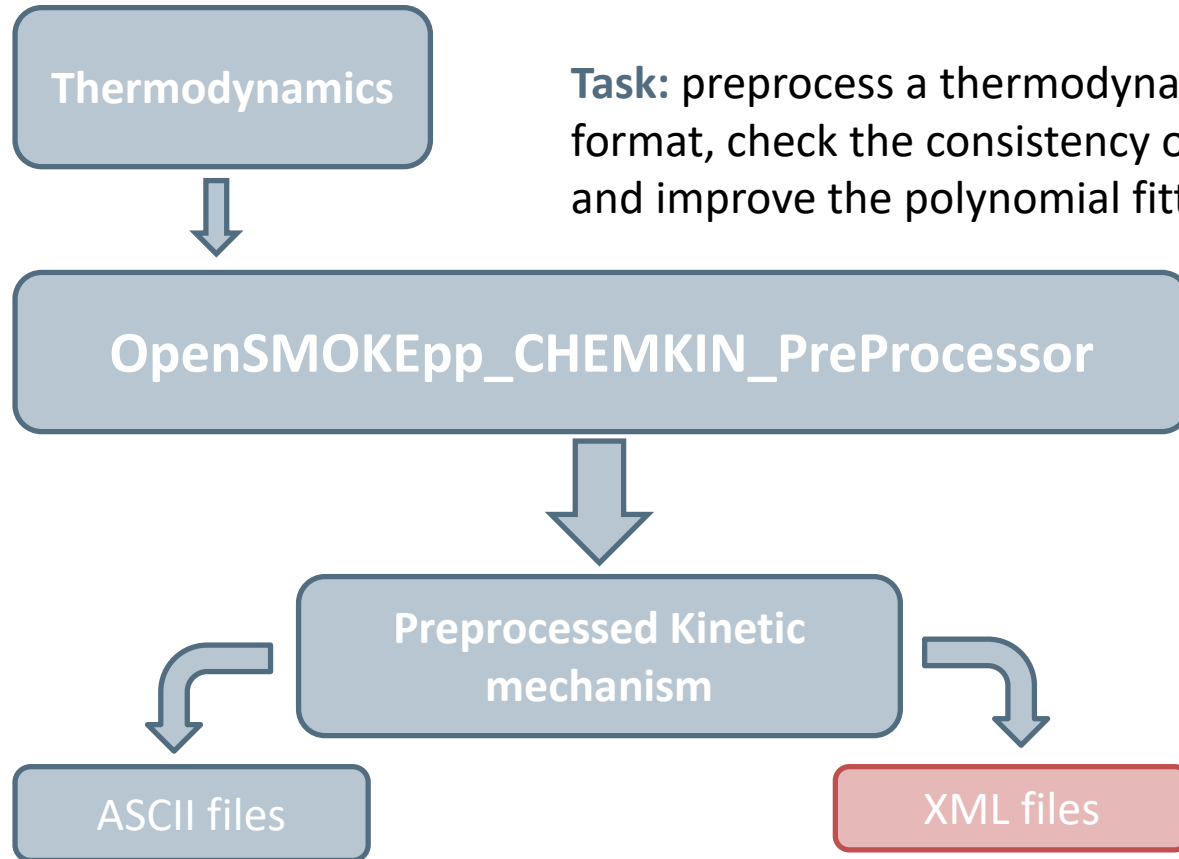 Thermodynamics
Task: preprocess a thermodyna
format, check the consistency
and improve the polynomial fit
OpenSMOKEpp_CHEMKIN_PreProcessor
Preprocessed Kinetic
mechanism
ASCII files
XML files